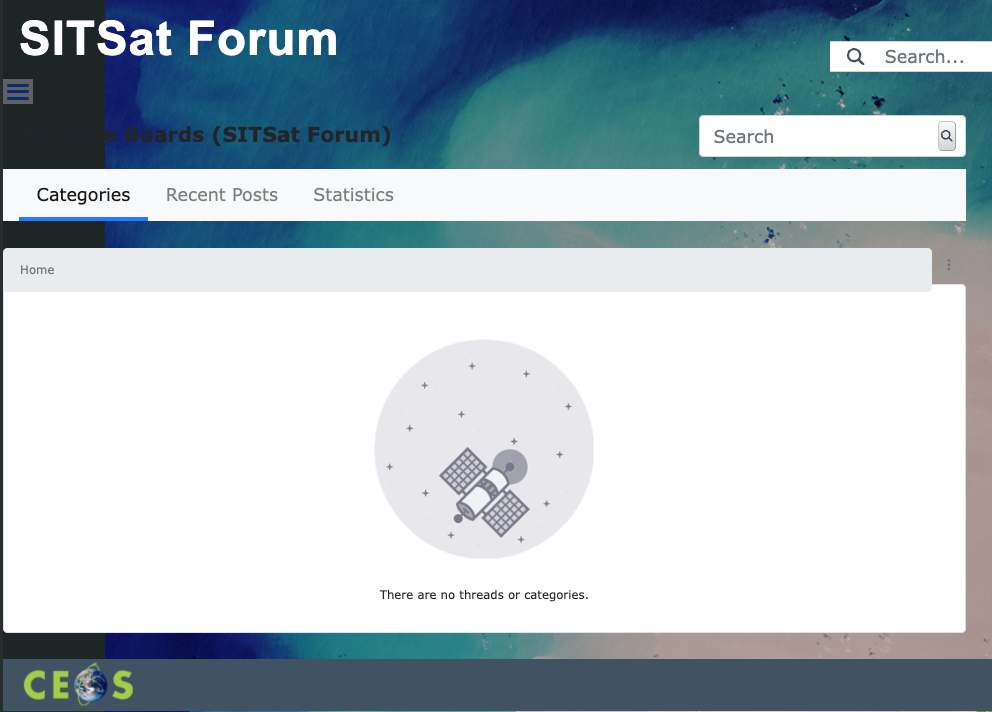 SITSat Forum
Search...
Boards (SITSat Forum)
Search
Categories
Recent Posts
Statistics
Home
There are no threads or categories.
CEOS